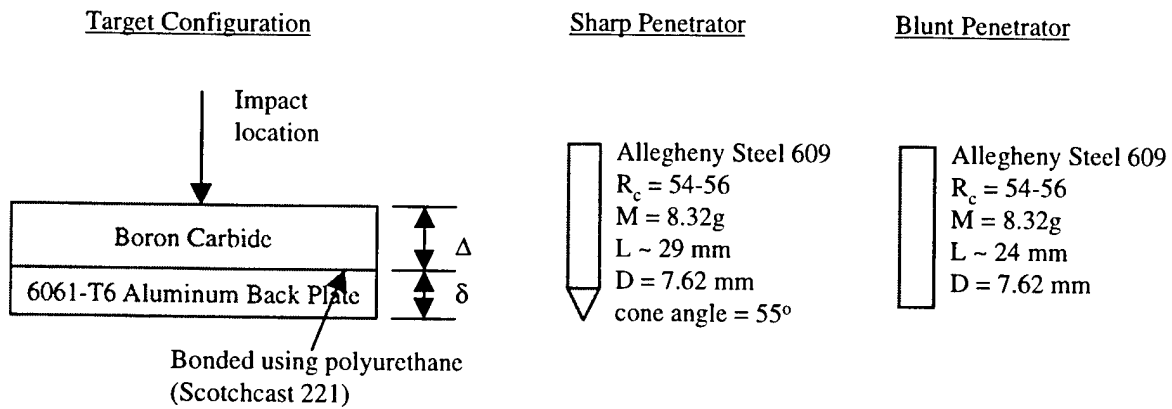 Target Configuration
Sharp Penetrator
Blunt Penetrator
Impact
location
Boron Carbide
Δ
6061-T6 Aluminum Back Plate
δ
Bonded using polyurethane
(Scotchcast 221)
Allegheny Steel 609
R_c = 54-56
M = 8.32g
L ~ 29 mm
D = 7.62 mm
cone angle = 55°
Allegheny Steel 609
R_c = 54-56
M = 8.32g
L ~ 24 mm
D = 7.62 mm